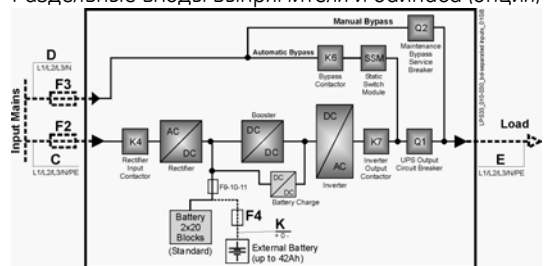 Раздельные входы выпрямителя и байпаса (опция)
Manual Bypass
Q2
Maintenance
Bypass
Service
Breaker
Automatic Bypass
K6
SSM
Bypass
Contactor
Static
Switch
Module
D
L1/L2/L3/N
F3
Input Mains
F2
C
L1/L2/L3/N/PE
K4
Rectifier
Input
Contactor
AC
DC
Rectifier
Booster
DC
DC
DC
AC
Inverter
K7
Inverter
Output
Contactor
Q1
UPS Output
Circuit Breaker
Load
E
L1/L2/L3/N/PE
DC
DC
Battery Charge
F9-10-11
F4
K
+ 0 -
Battery
2x20
Blocks
(Standard)
External Battery
(up to 42Ah)